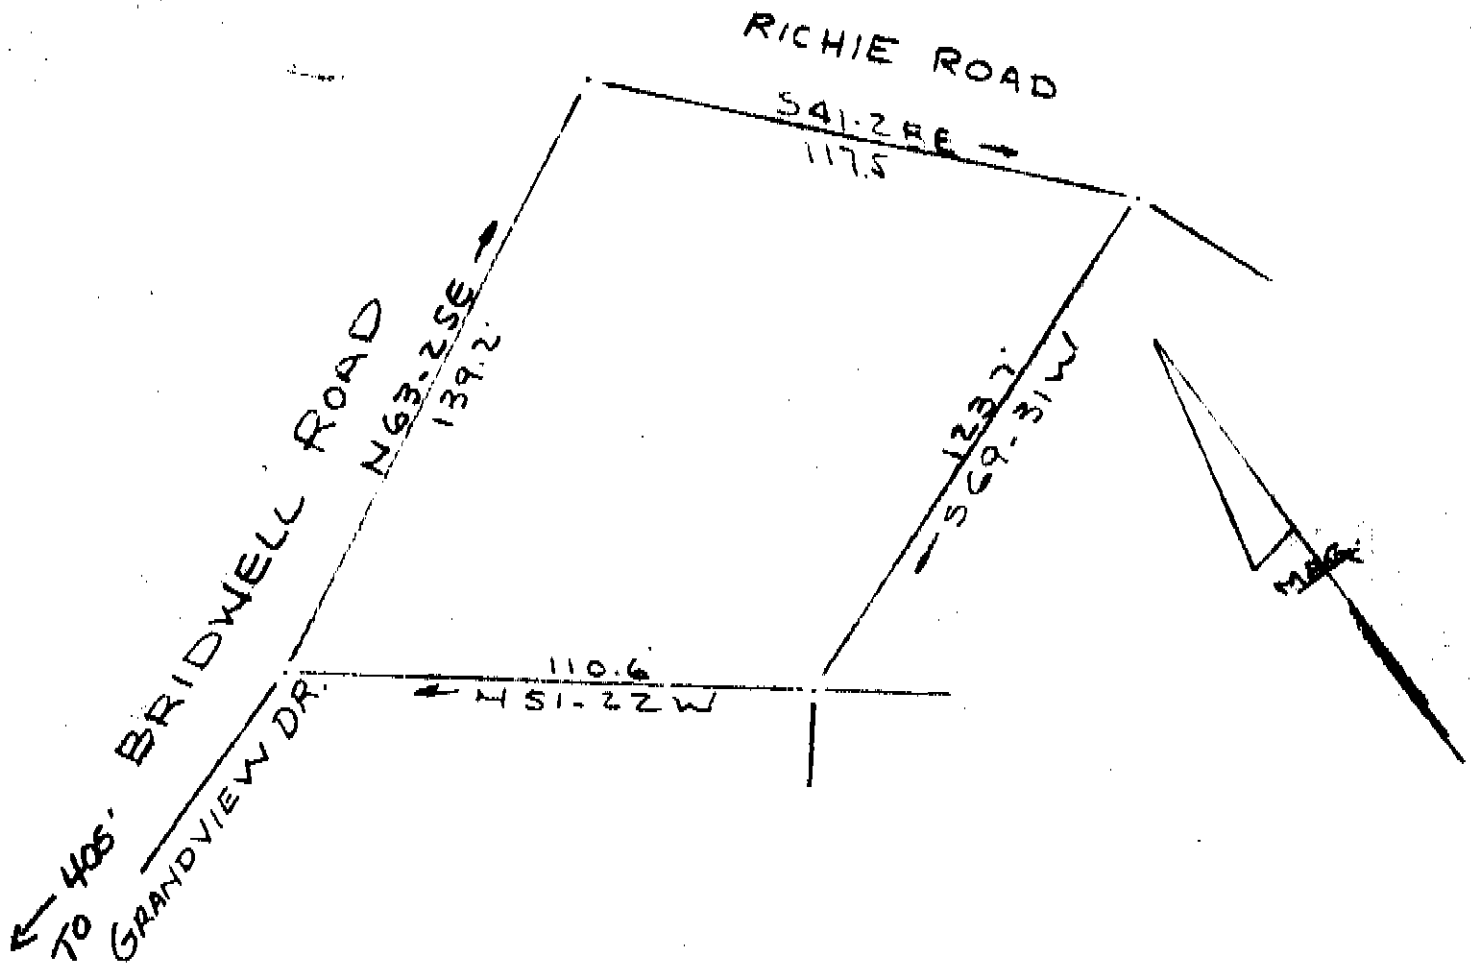 RICHIE ROAD
S41-2 E
117.5
BRIDWELL ROAD
N63-25E
139.2'
123.7'
S69-31W
110.6'
N51-22W
405'
TO
GRANDVIEW DR.